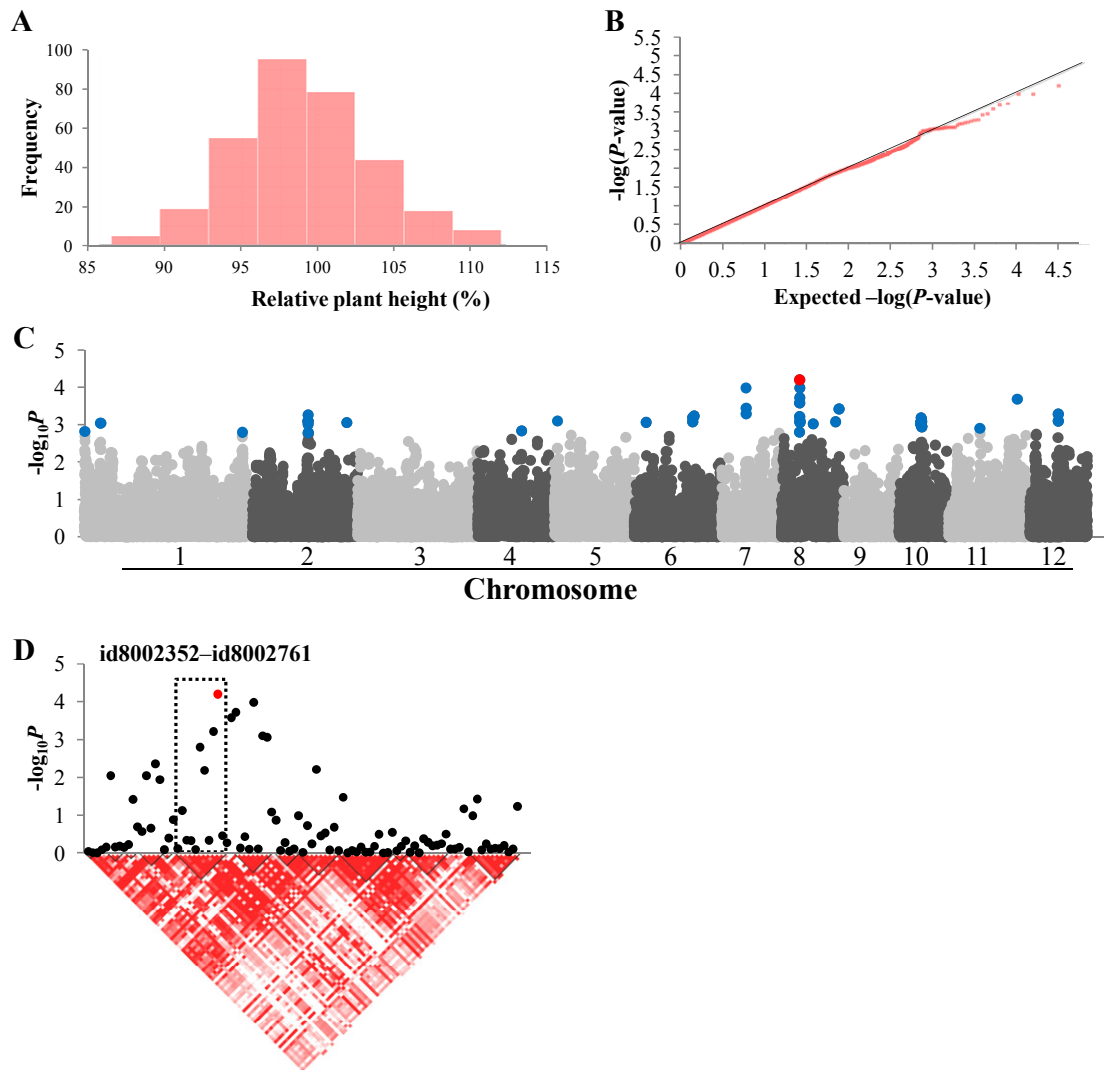 A
Frequency
100
80
60
40
20
0
85 90 95 100 105 110 115
Relative plant height (%)
B
-log(P-value)
5.5
5
4.5
4
3.5
3
2.5
2
1.5
1
0.5
0
0 0.5 1 1.5 2 2.5 3 3.5 4 4.5
Expected –log(P-value)
C
-log10P
5
4
3
2
1
0
1 2 3 4 5 6 7 8 9 10 11 12
Chromosome
D
id8002352–id8002761
-log10P
5
4
3
2
1
0